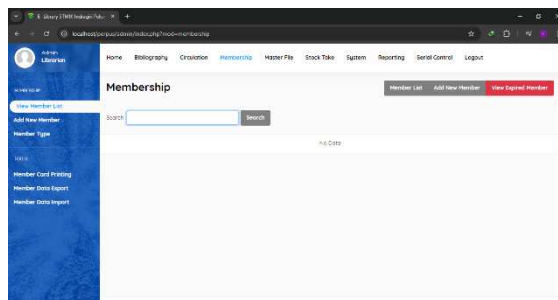 E-Library STMIK Indragiri
localhost/perpus/admin/index.php?mod=membership
Admin
Librarian
Home Bibliography Circulation Membership Master File Stock Take System Reporting Serial Control Logout
MEMBERSHIP
View Member List
Add New Member
Member Type
TOOLS
Member Card Printing
Member Data Export
Member Data Import
Membership
Member List Add New Member View Expired Member
Search Search
No Data